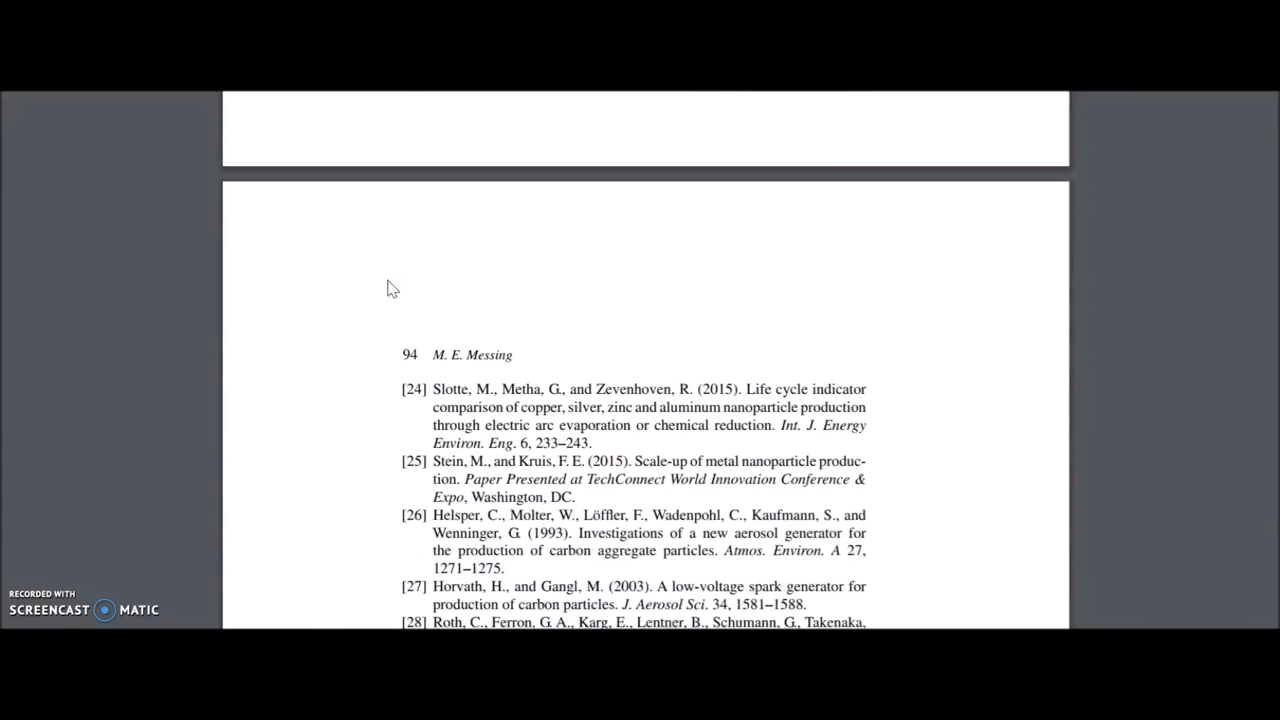 94 M. E. Messing
[24] Slotte, M., Metha, G., and Zevenhoven, R. (2015). Life cycle indicator
comparison of copper, silver, zinc and aluminum nanoparticle production
through electric arc evaporation or chemical reduction. Int. J. Energy
Environ. Eng. 6, 233–243.
[25] Stein, M., and Kruis, F. E. (2015). Scale-up of metal nanoparticle produc-
tion. Paper Presented at TechConnect World Innovation Conference &
Expo, Washington, DC.
[26] Helsper, C., Molter, W., Löffler, F., Wadenpohl, C., Kaufmann, S., and
Wenninger, G. (1993). Investigations of a new aerosol generator for
the production of carbon aggregate particles. Atmos. Environ. A 27,
1271–1275.
[27] Horvath, H., and Gangl, M. (2003). A low-voltage spark generator for
production of carbon particles. J. Aerosol Sci. 34, 1581–1588.
[28] Roth, C., Ferron, G. A., Karg, E., Lentner, B., Schumann, G., Takenaka,
RECORDED WITH
SCREENCAST MATIC